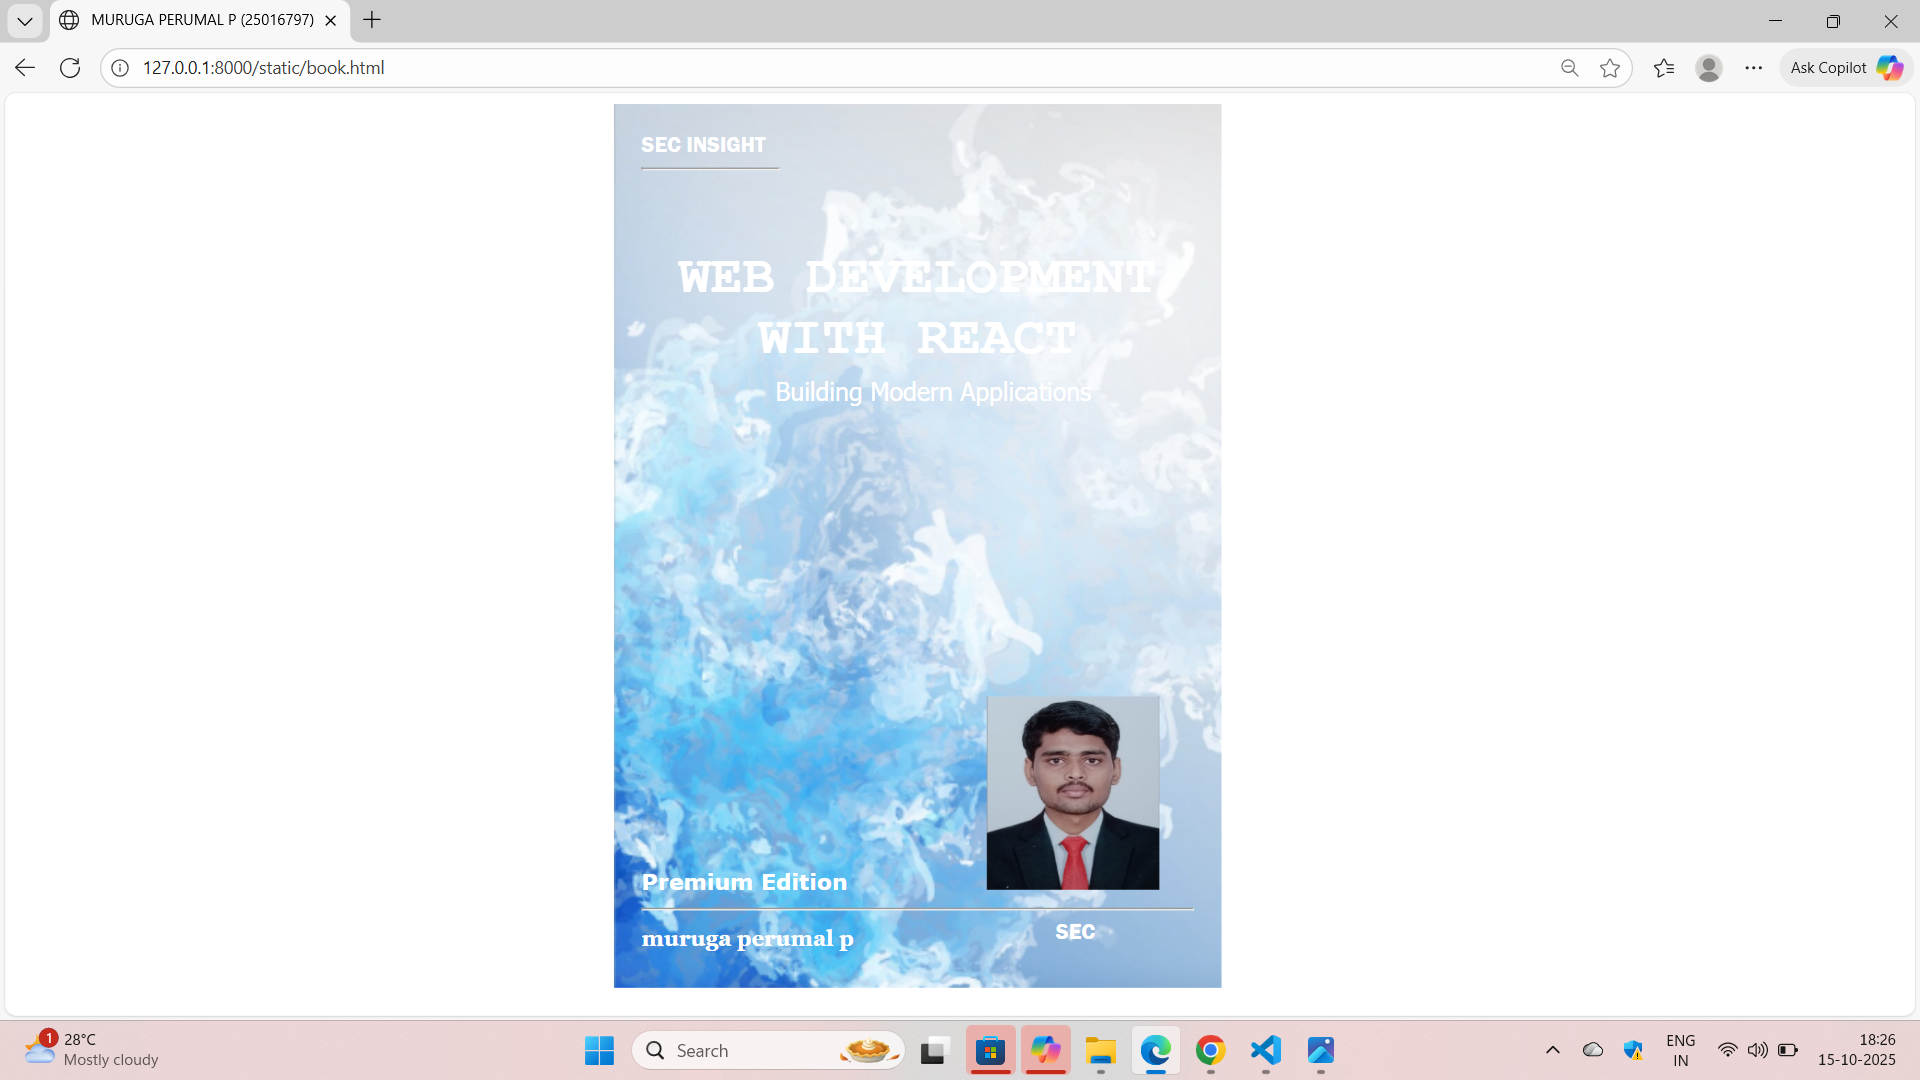 MURUGA PERUMAL P (25016797)
127.0.0.1:8000/static/book.html
Ask Copilot
SEC INSIGHT
WEB DEVELOPMENT
WITH REACT
Building Modern Applications
Premium Edition
muruga perumal p
SEC
1
28°C
Mostly cloudy
Search
ENG
IN
18:26
15-10-2025